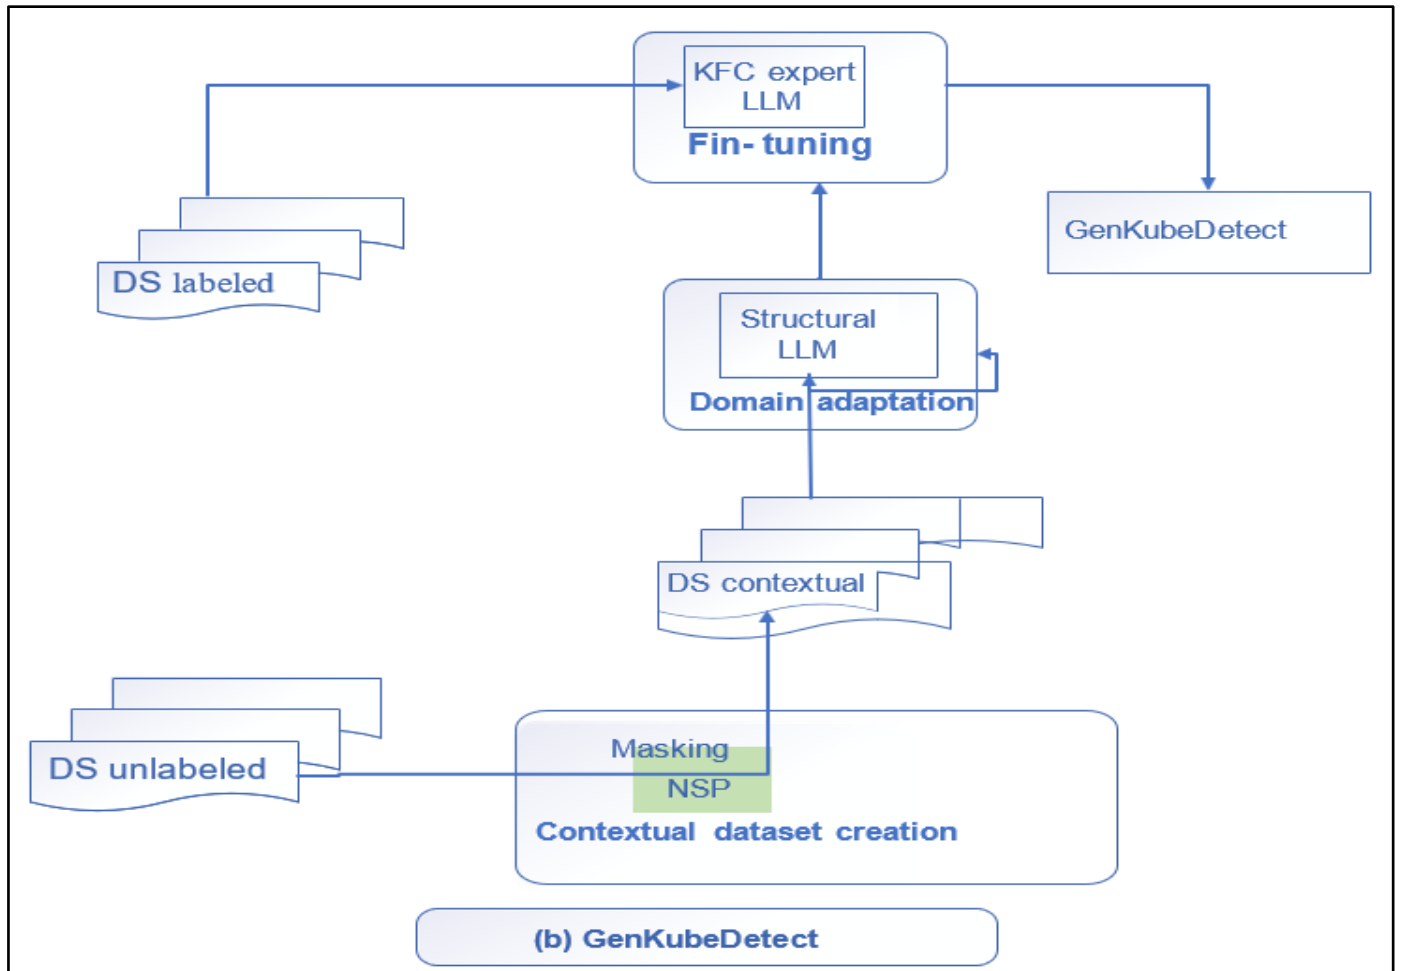 KFC expert
LLM
Fin- tuning
GenKubeDetect
DS labeled
Structural
LLM
Domain adaptation
DS contextual
DS unlabeled
Masking
NSP
Contextual dataset creation
(b) GenKubeDetect